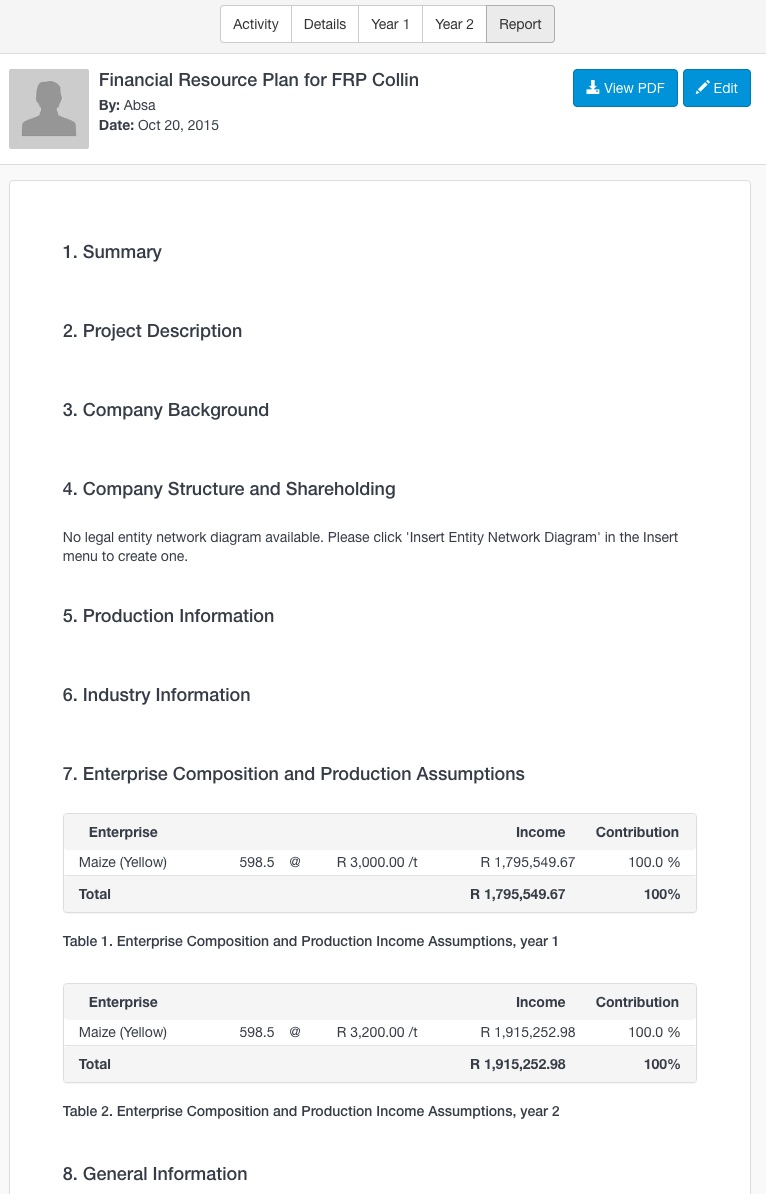 Activity Details Year 1 Year 2 Report
Financial Resource Plan for FRP Collin
By: Absa
Date: Oct 20, 2015
View PDF Edit
1. Summary
2. Project Description
3. Company Background
4. Company Structure and Shareholding
No legal entity network diagram available. Please click 'Insert Entity Network Diagram' in the Insert
menu to create one.
5. Production Information
6. Industry Information
7. Enterprise Composition and Production Assumptions
Enterprise Income Contribution
Maize (Yellow) 598.5 @ R 3,000.00 /t R 1,795,549.67 100.0 %
Total R 1,795,549.67 100%
Table 1. Enterprise Composition and Production Income Assumptions, year 1
Enterprise Income Contribution
Maize (Yellow) 598.5 @ R 3,200.00 /t R 1,915,252.98 100.0 %
Total R 1,915,252.98 100%
Table 2. Enterprise Composition and Production Income Assumptions, year 2
8. General Information